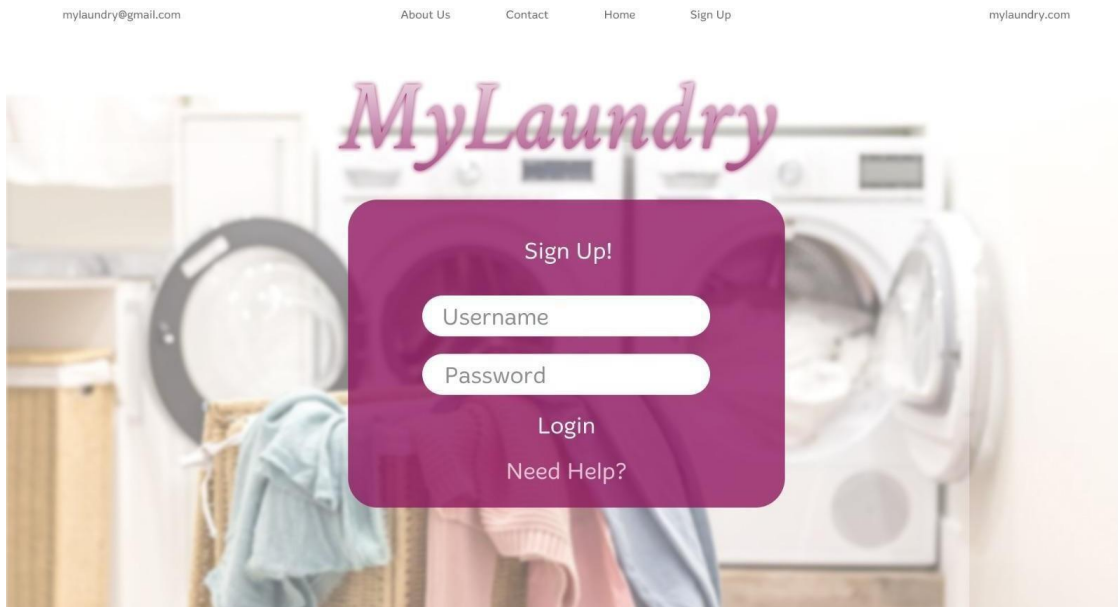 mylaundry@gmail.com About Us Contact Home Sign Up mylaundry.com
MyLaundry
Sign Up!
Username
Password
Login
Need Help?